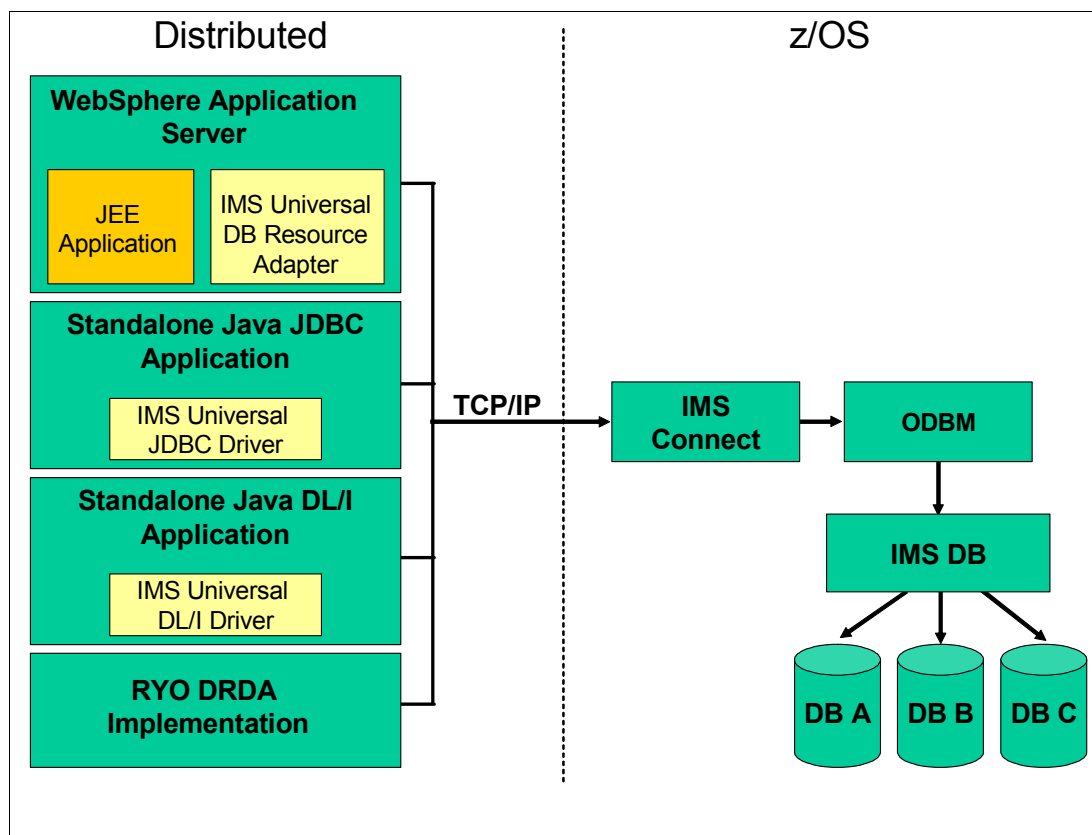 Distributed
z/OS
WebSphere Application
Server
JEE
Application
IMS Universal
DB Resource
Adapter
Standalone Java JDBC
Application
IMS Universal
JDBC Driver
Standalone Java DL/I
Application
IMS Universal
DL/I Driver
RYO DRDA
Implementation
TCP/IP
IMS
Connect
ODBM
IMS DB
DB A
DB B
DB C